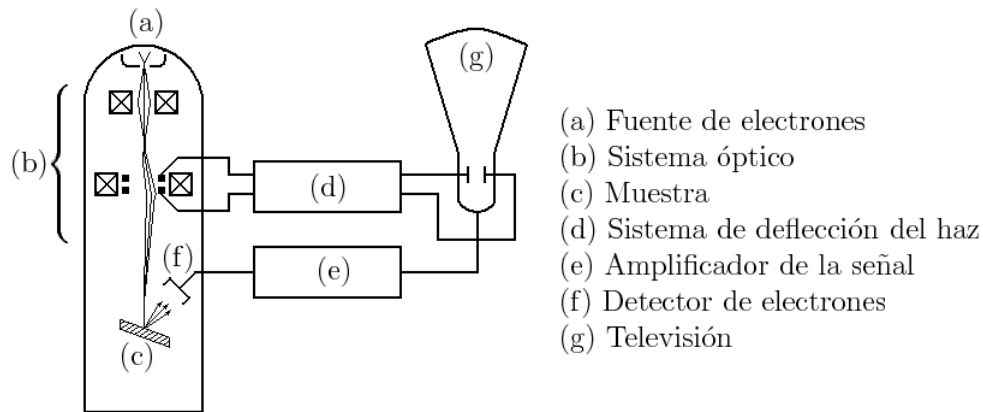 (a)
(g)
(b)
(d)
(f)
(e)
(c)
(a) Fuente de electrones
(b) Sistema óptico
(c) Muestra
(d) Sistema de deflección del haz
(e) Amplificador de la señal
(f) Detector de electrones
(g) Televisión